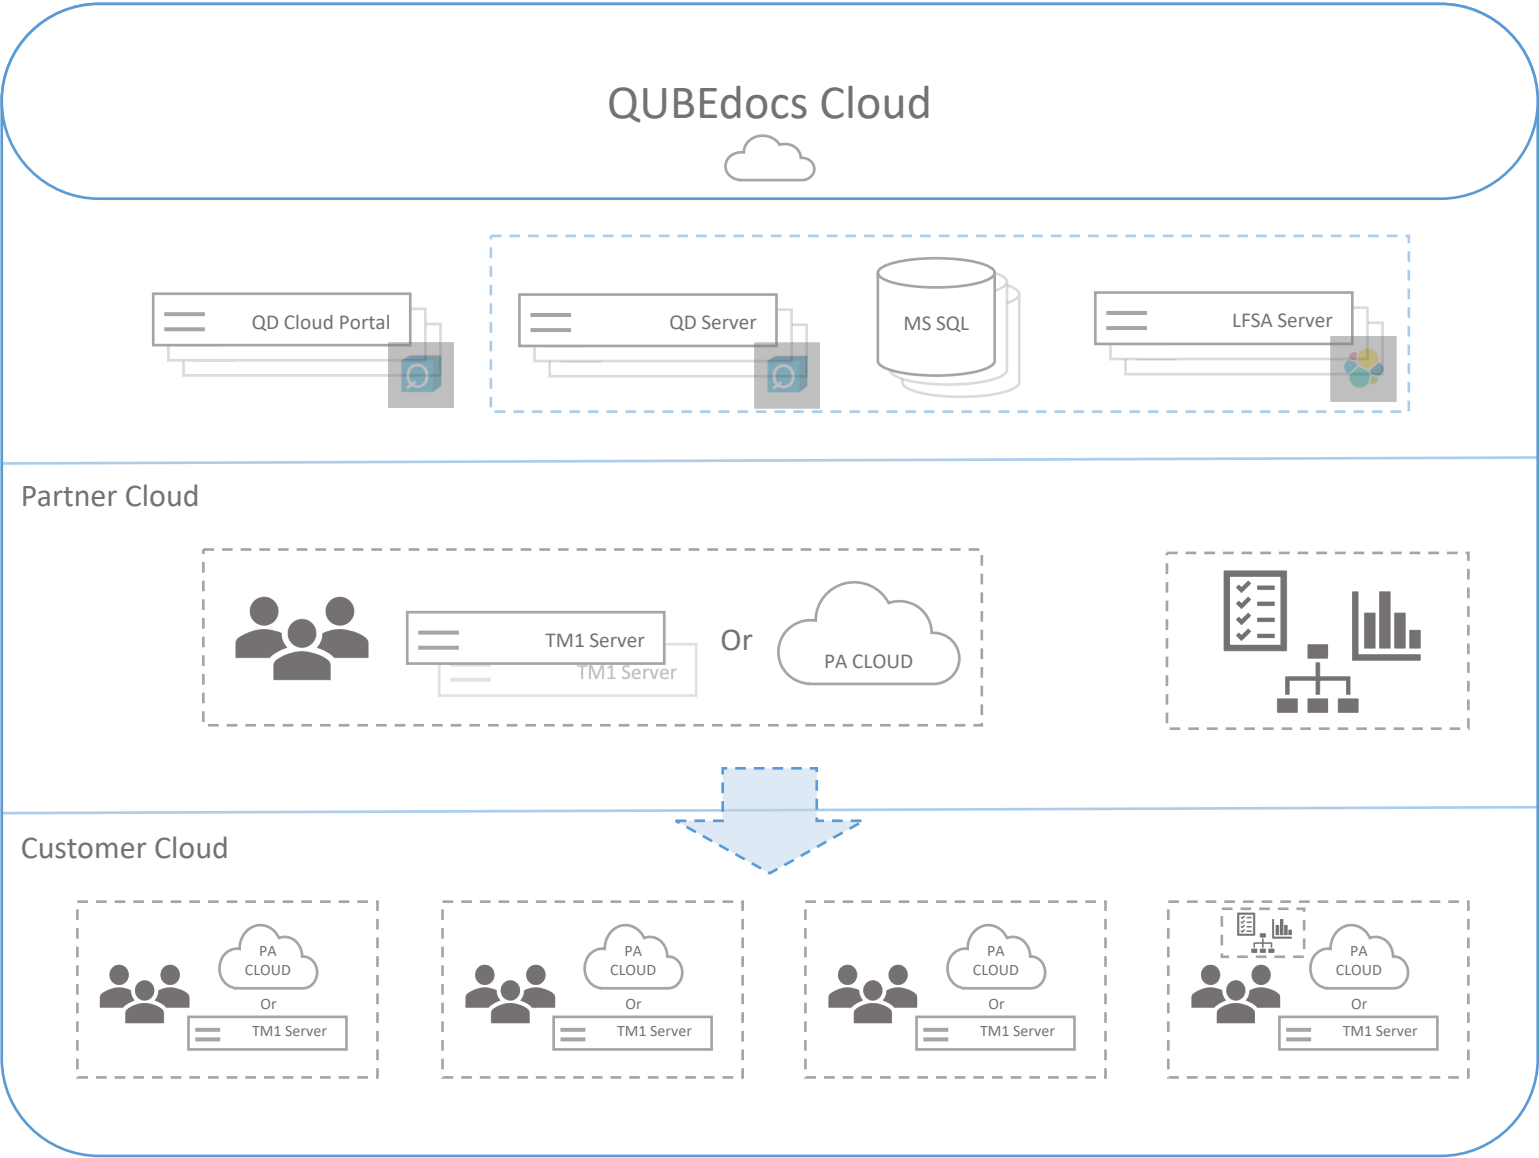 QUBEdocs Cloud
QD Cloud Portal
QD Server
MS SQL
LFSA Server
Partner Cloud
TM1 Server
TM1 Server
Or
PA CLOUD
Customer Cloud
PA
CLOUD
Or
TM1 Server
PA
CLOUD
Or
TM1 Server
PA
CLOUD
Or
TM1 Server
PA
CLOUD
Or
TM1 Server